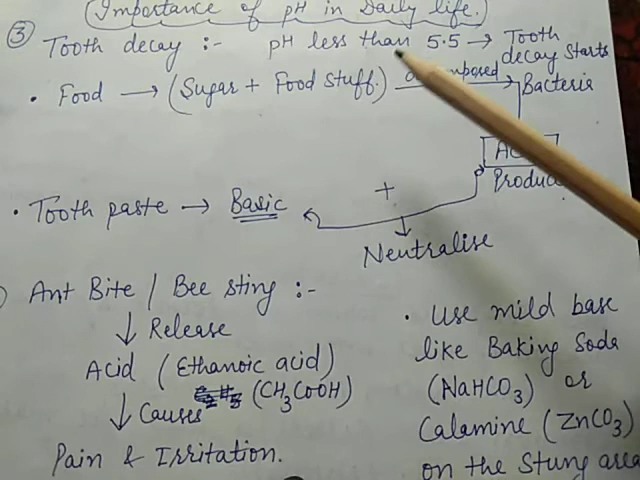 (Importance of pH in Daily life.)
③ Tooth decay :- pH less than 5.5 → Tooth decay starts
• Food → (Sugar + Food stuff.) → Bacteria
• Tooth paste → Basic
+
Neutralise
Ant Bite / Bee sting :-
↓ Release
Acid (Ethanoic acid)
(CH3COOH)
↓ Causes
Pain & Irritation.
• Use mild base
like Baking Soda
(NaHCO3) or
Calamine (ZnCO3)
on the Stung area